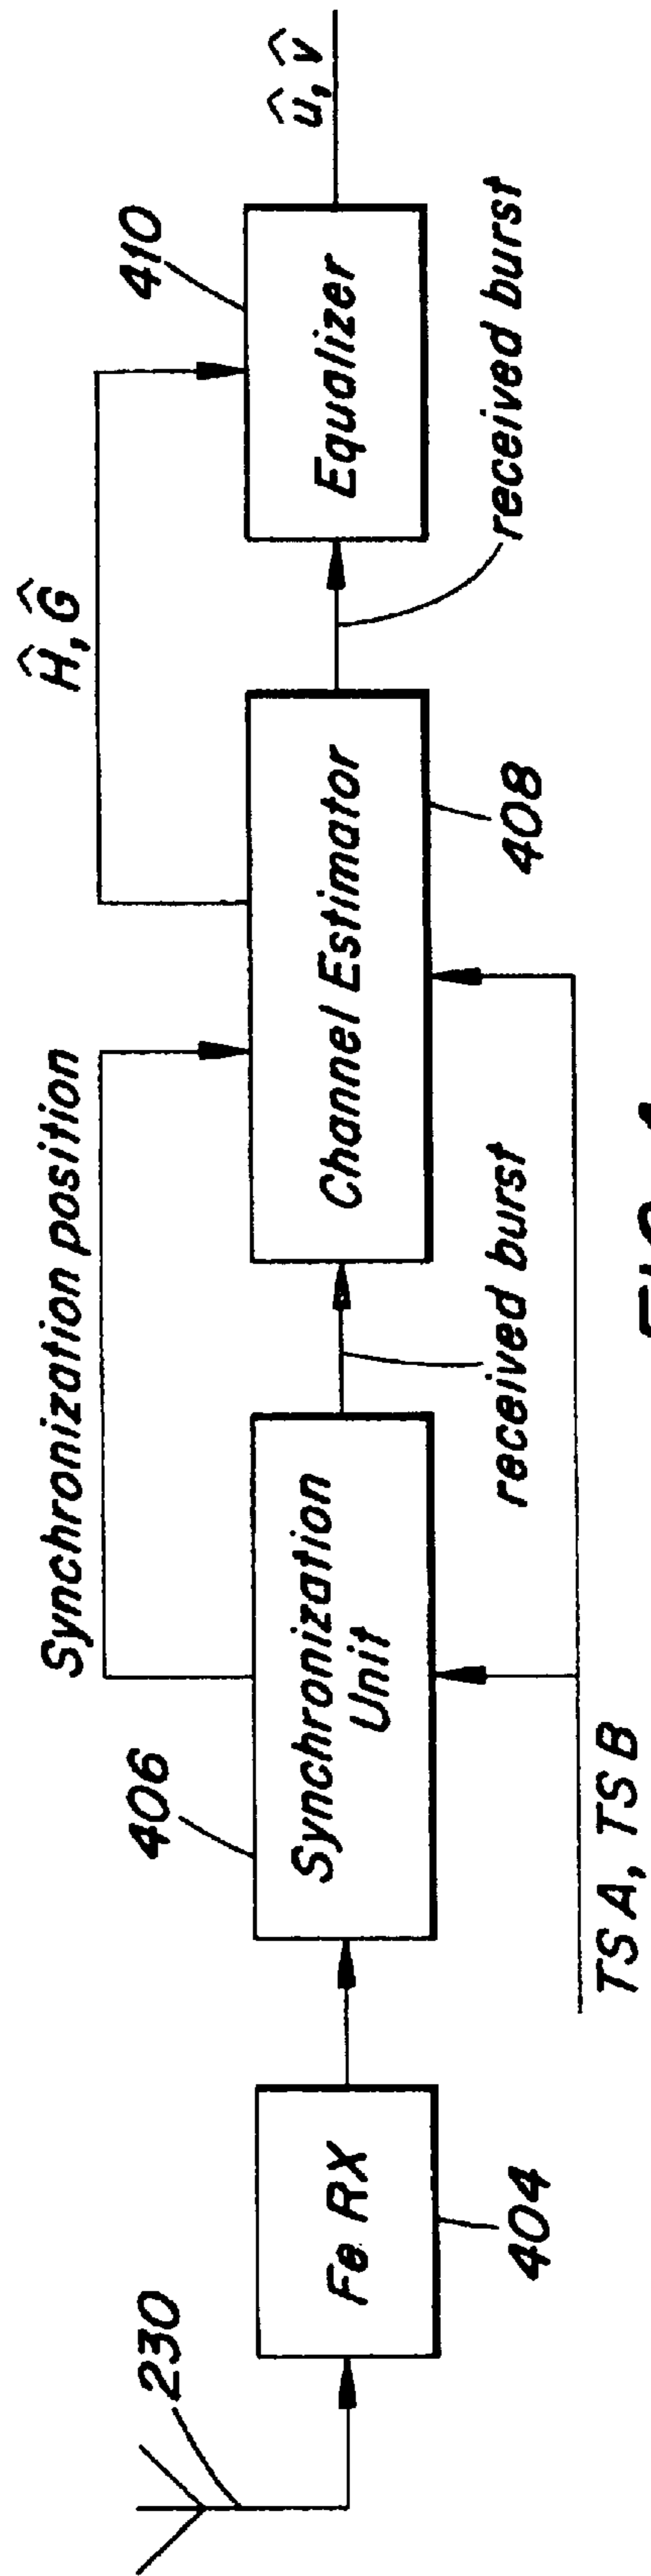 230
Fe RX
404
406
Synchronization
Unit
TS A, TS B
Synchronization position
received burst
Channel Estimator
408
Ĥ, Ĝ
received burst
410
Equalizer
û, v̂